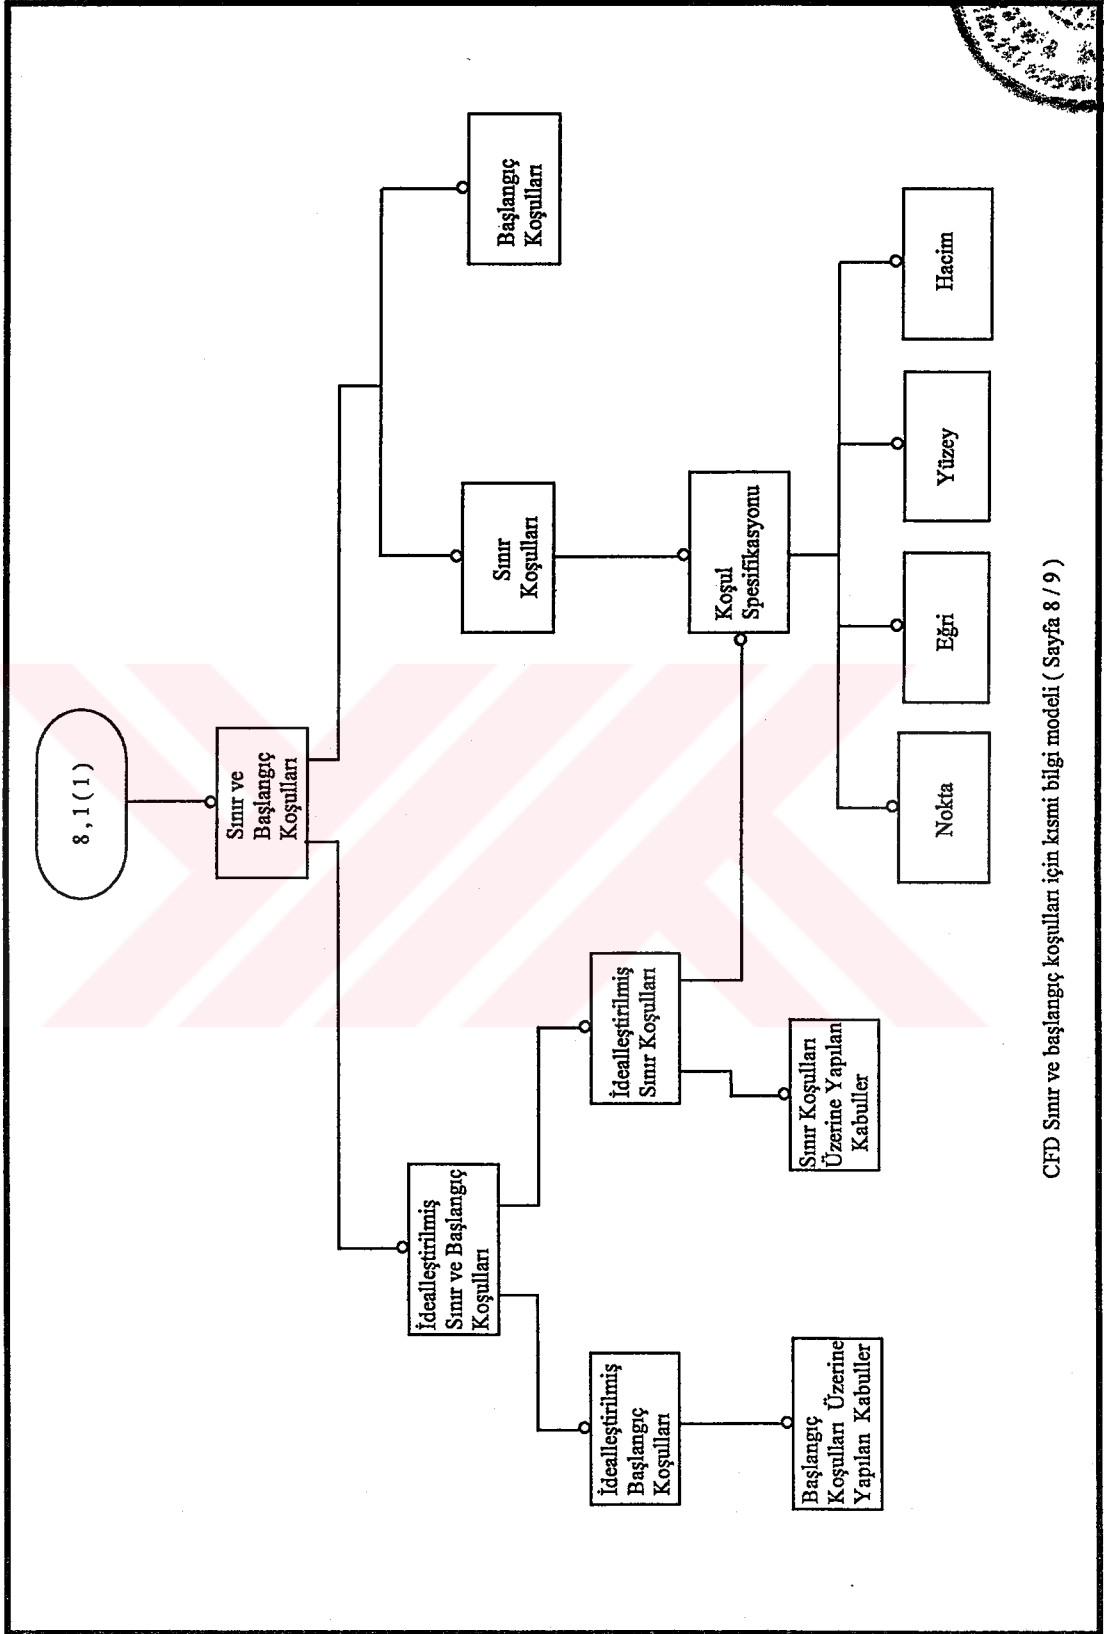 8 , 1 ( 1 )
Sınır ve
Başlangıç
Koşulları
Başlangıç
Koşulları
Sınır
Koşulları
İdealleştirilmiş
Sınır ve Başlangıç
Koşulları
İdealleştirilmiş
Başlangıç
Koşulları
İdealleştirilmiş
Sınır Koşulları
Koşul
Spesifikasyonu
Başlangıç
Koşulları Üzerine
Yapılan Kabuller
Sınır Koşulları
Üzerine Yapılan
Kabuller
Nokta
Eğri
Yüzey
Hacim
CFD Sınır ve başlangıç koşulları için kısmi bilgi modeli ( Sayfa 8 / 9 )